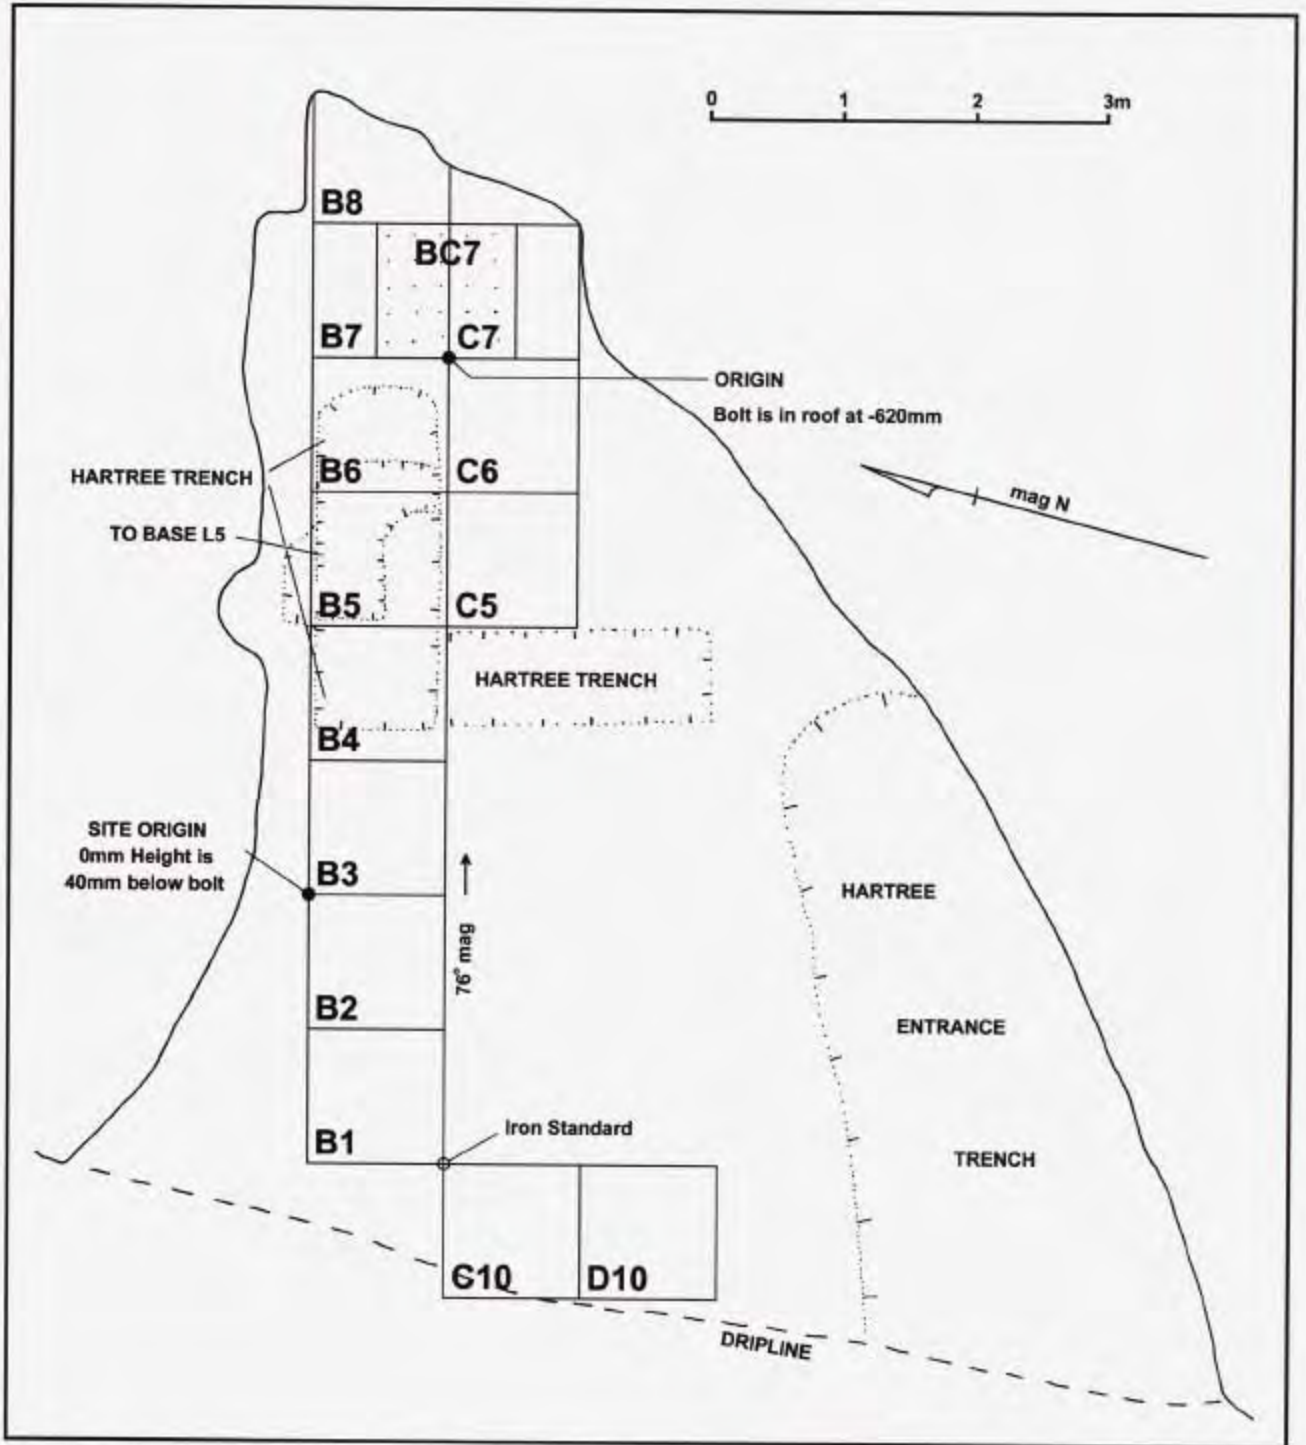 0 1 2 3m
B8
BC7
B7 C7
ORIGIN
Bolt is in roof at -620mm
HARTREE TRENCH
B6 C6
mag N
TO BASE L5
B5 C5
HARTREE TRENCH
B4
SITE ORIGIN
0mm Height is
40mm below bolt
B3
76° mag
HARTREE
ENTRANCE
TRENCH
B2
B1
Iron Standard
C10 D10
DRIPLINE